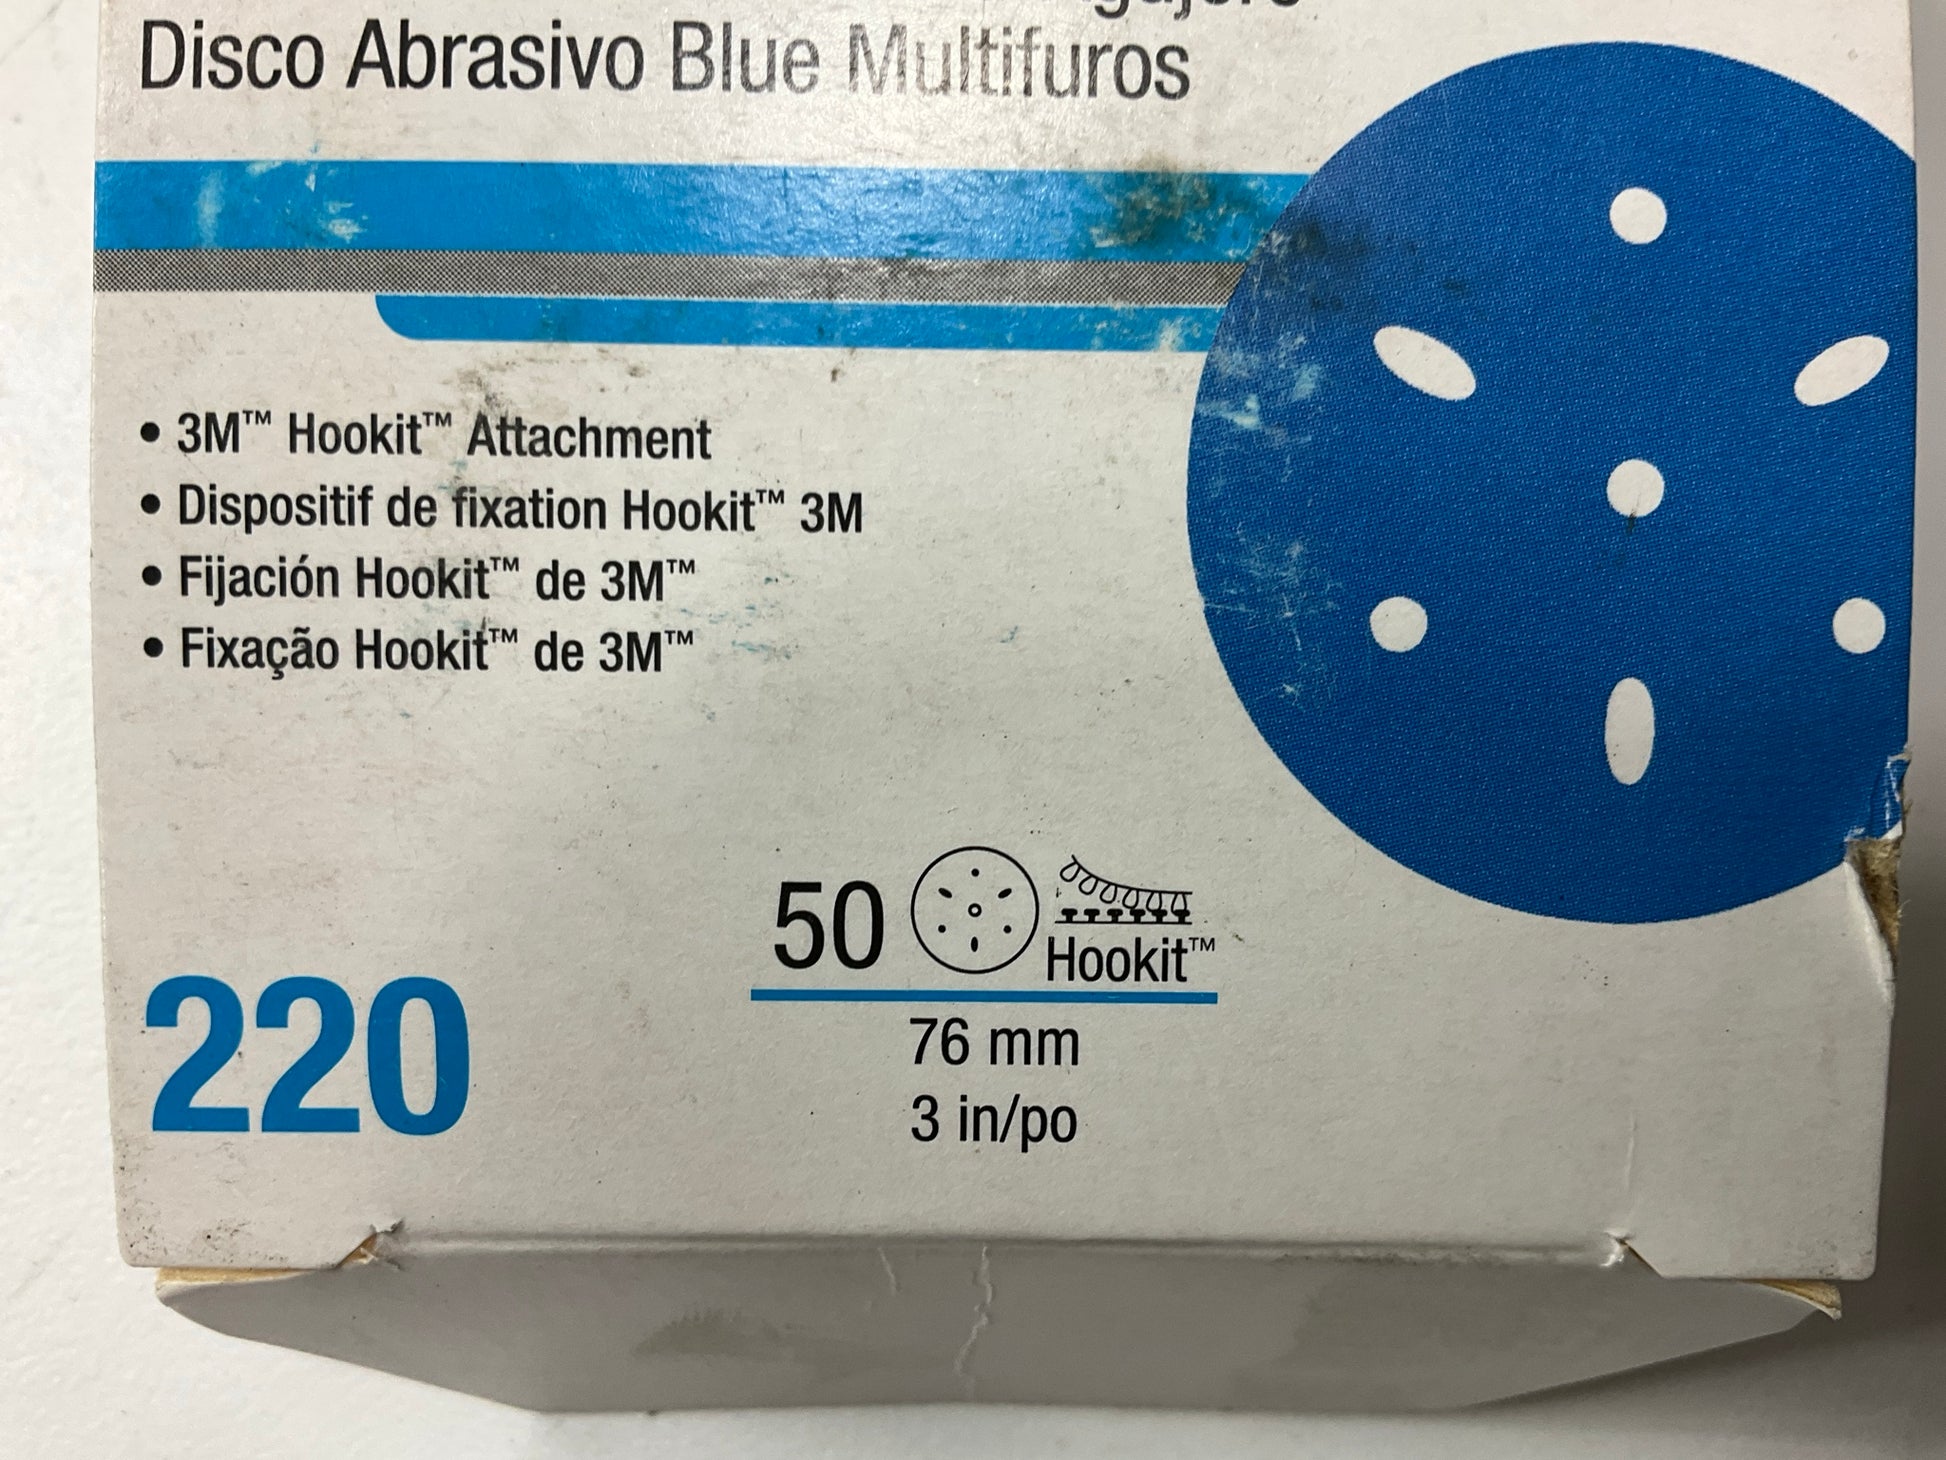 Disco Abrasivo Blue Multifuros
• 3M™ Hookit™ Attachment
• Dispositif de fixation Hookit™ 3M
• Fijación Hookit™ de 3M™
• Fixação Hookit™ de 3M™
50
Hookit™
220
76 mm
3 in/po